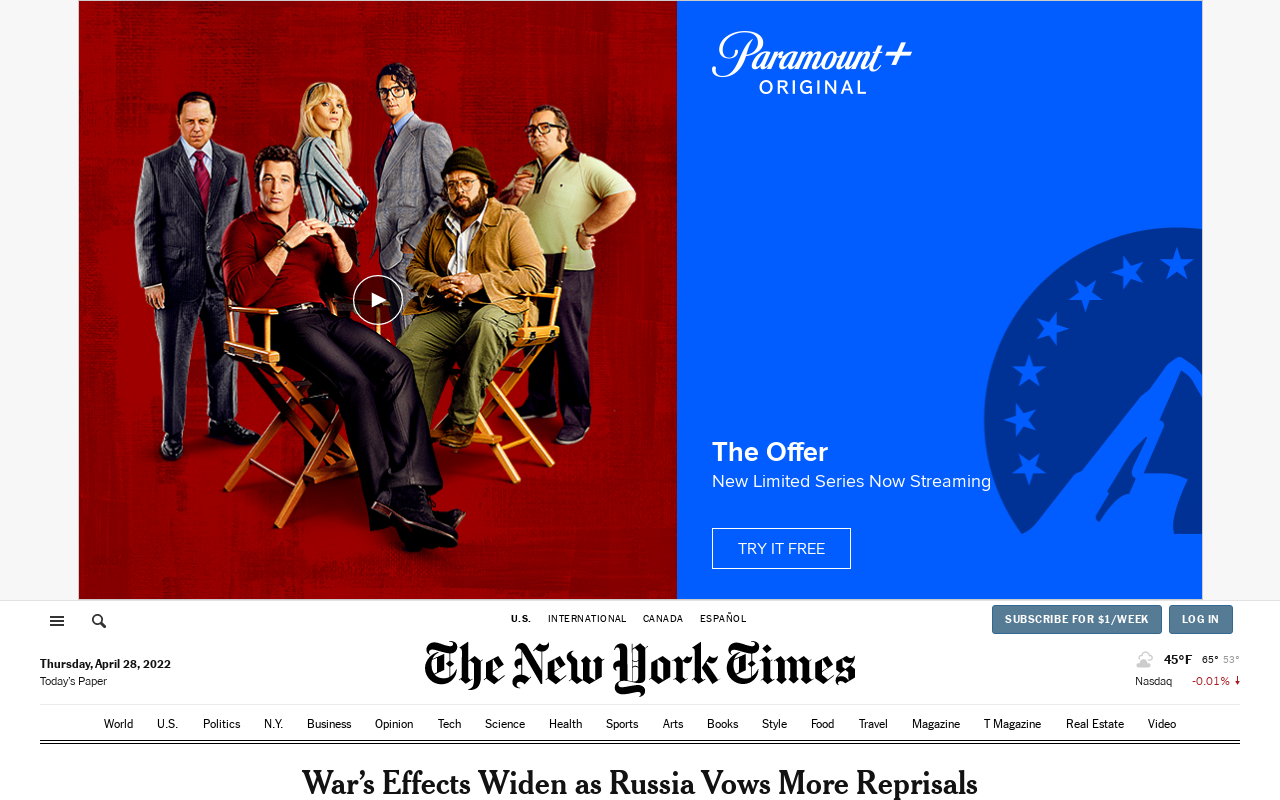 Paramount+
ORIGINAL
The Offer
New Limited Series Now Streaming
TRY IT FREE
U.S. INTERNATIONAL CANADA ESPAÑOL
SUBSCRIBE FOR $1/WEEK LOG IN
Thursday, April 28, 2022
Today's Paper
The New York Times
45°F 65° 53°
Nasdaq -0.01%
World U.S. Politics N.Y. Business Opinion Tech Science Health Sports Arts Books Style Food Travel Magazine T Magazine Real Estate Video
War's Effects Widen as Russia Vows More Reprisals